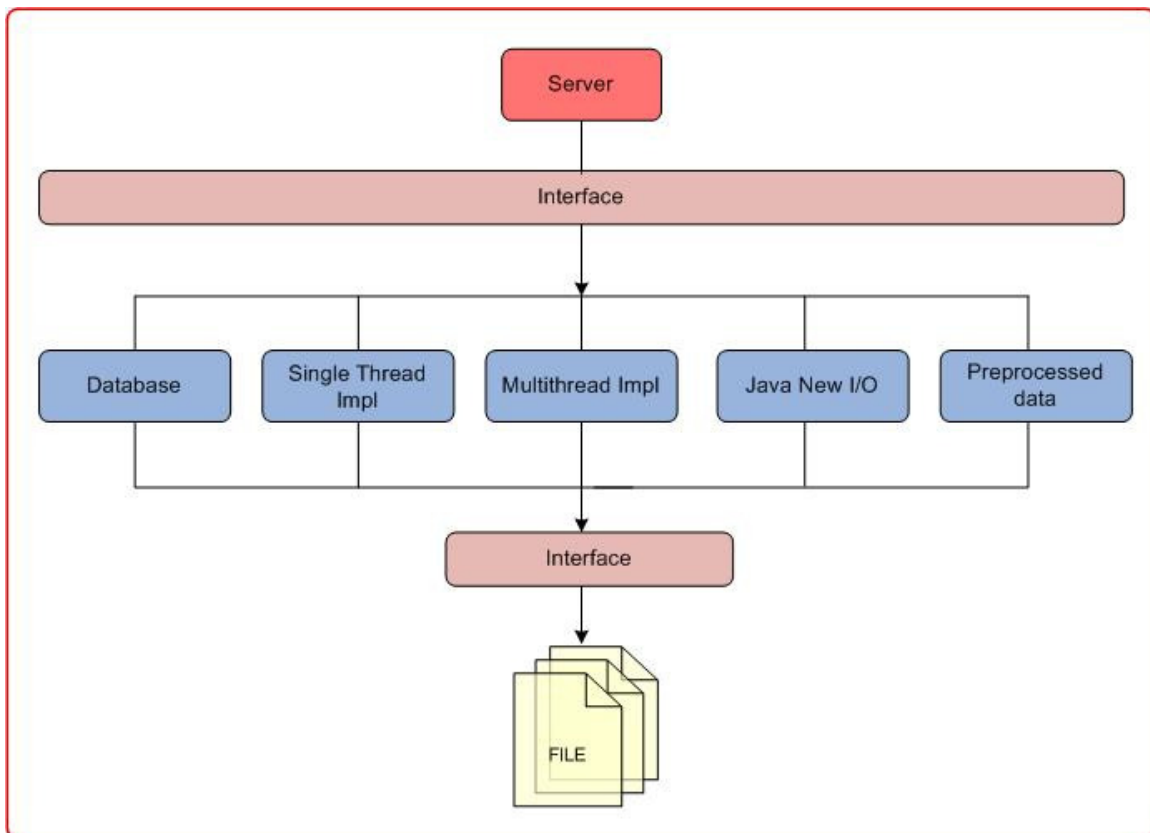 Server
Interface
Database
Single Thread
Impl
Multithread Impl
Java New I/O
Preprocessed
data
Interface
FILE